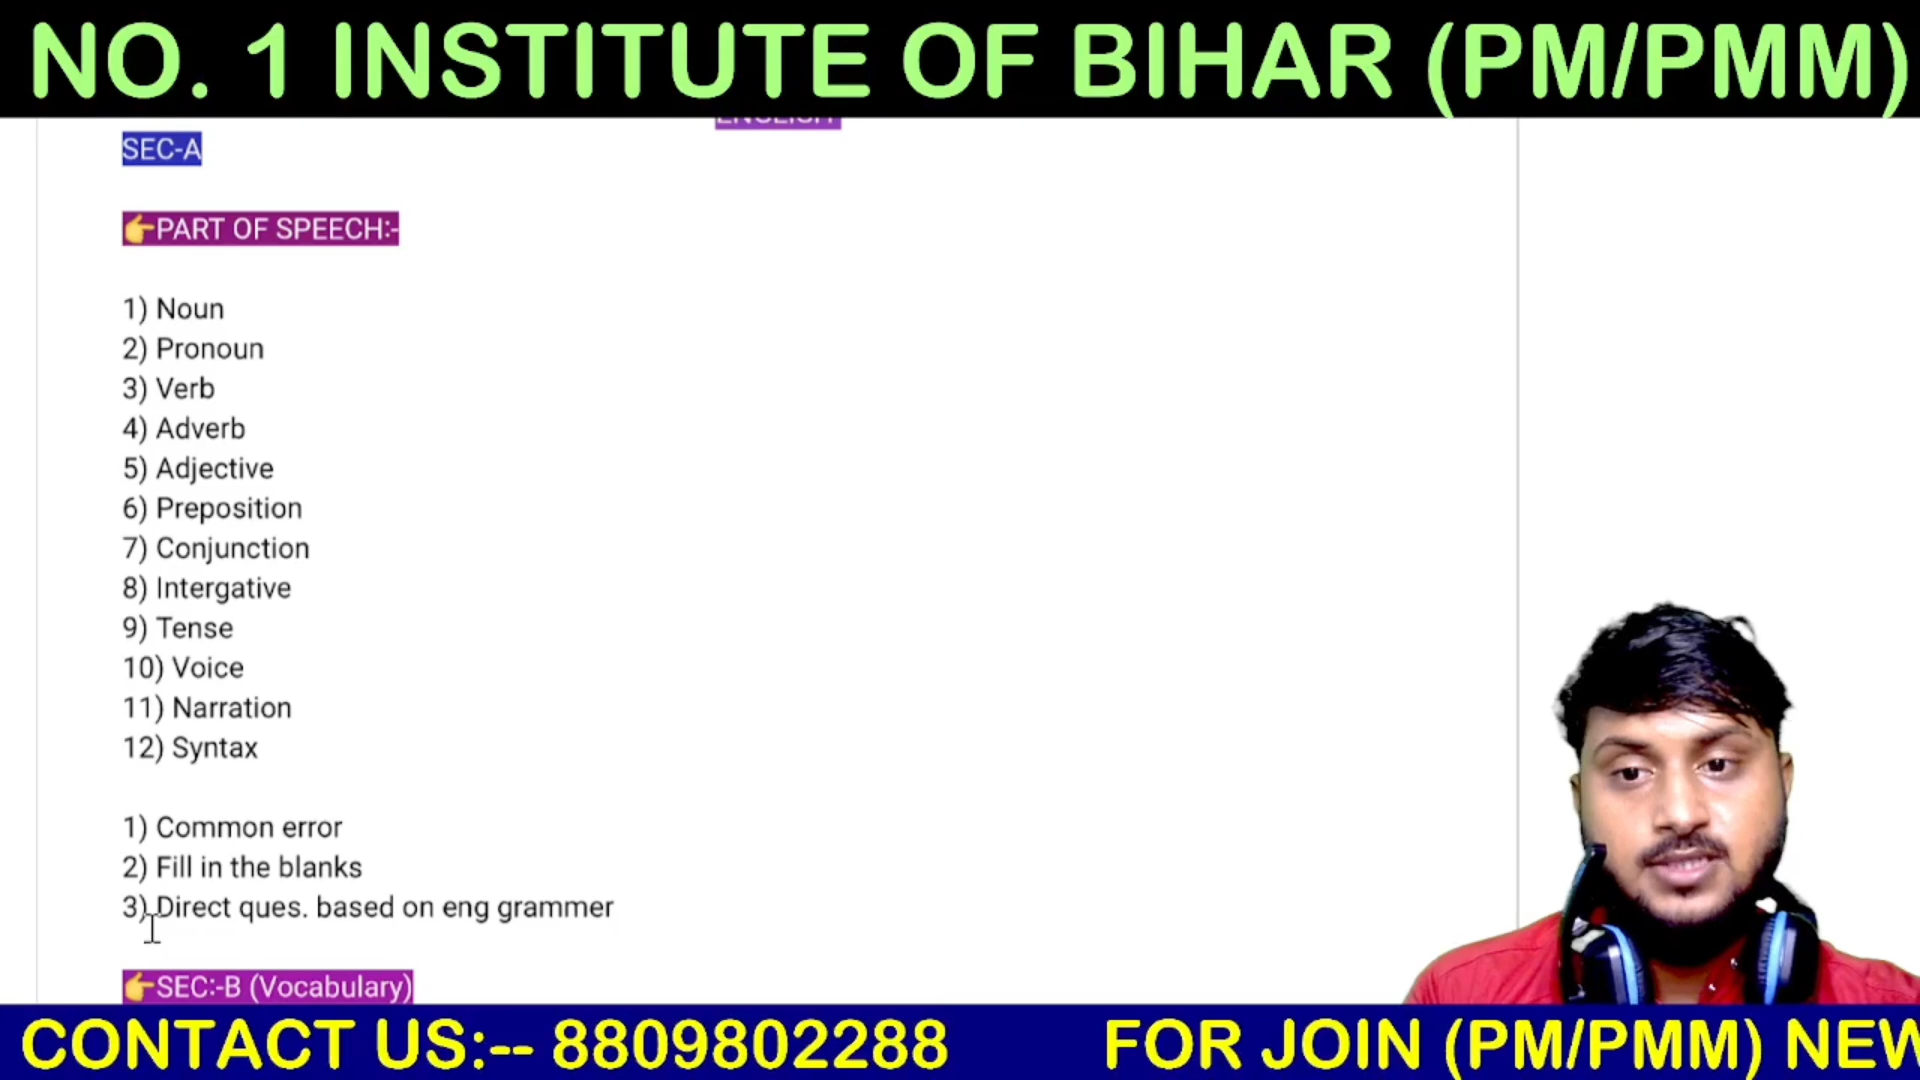 NO. 1 INSTITUTE OF BIHAR (PM/PMM)
ENGLISH
SEC-A
👉PART OF SPEECH:-
1) Noun
2) Pronoun
3) Verb
4) Adverb
5) Adjective
6) Preposition
7) Conjunction
8) Intergative
9) Tense
10) Voice
11) Narration
12) Syntax
1) Common error
2) Fill in the blanks
3) Direct ques. based on eng grammer
👉SEC:-B (Vocabulary)
CONTACT US:-- 8809802288 FOR JOIN (PM/PMM) NEW